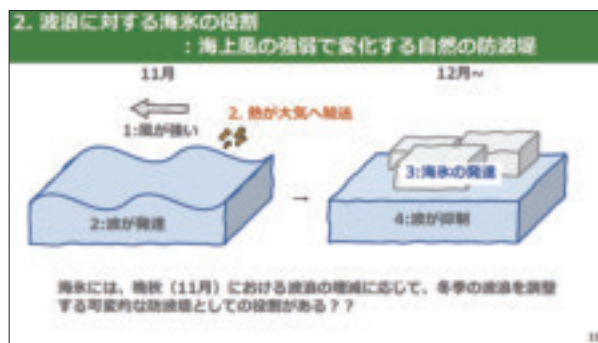 2. 波浪に対する海氷の役割
：海上風の強弱で変化する自然の防波堤
11月
12月~
1:風が強い
2. 熱が大気へ輸送
2:波が発達
→
3:海氷の発達
4:波が抑制
海氷には、晩秋（11月）における波浪の増減に応じて、冬季の波浪を調整
する可変的な防波堤としての役割がある？？